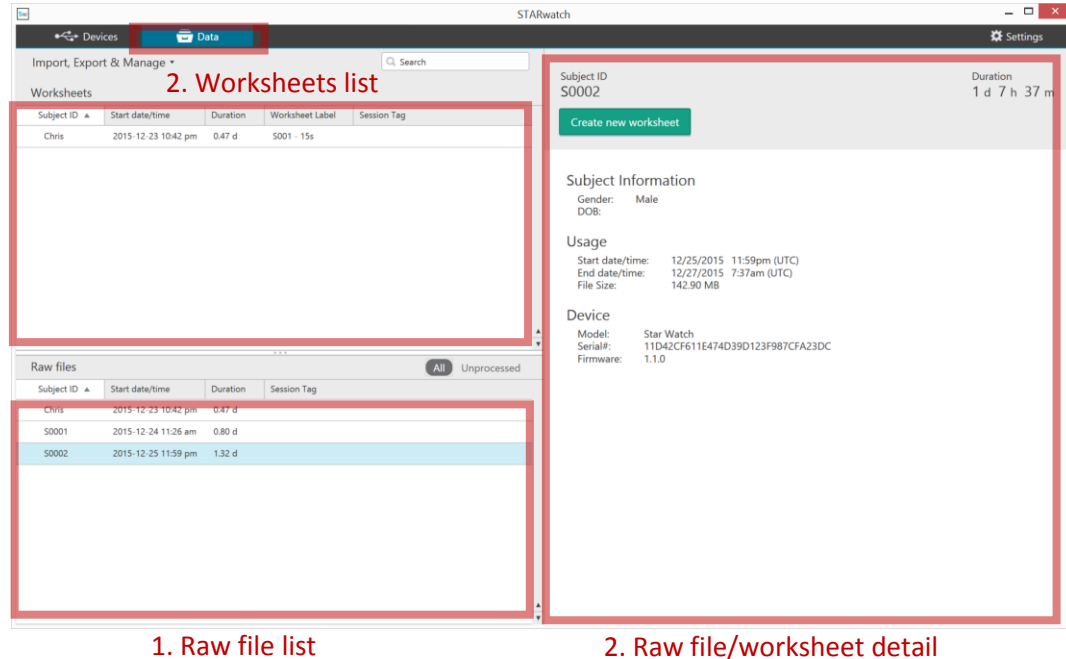 STARwatch
Devices
Data
Settings
Import, Export & Manage
Search
2. Worksheets list
Worksheets
Subject ID Start date/time Duration Worksheet Label Session Tag
Chris 2015-12-23 10:42 pm 0.47 d S001 - 15s
Raw files
All Unprocessed
Subject ID Start date/time Duration Session Tag
Chris 2015-12-23 10:42 pm 0.47 d
S0001 2015-12-24 11:26 am 0.80 d
S0002 2015-12-25 11:59 pm 1.32 d
1. Raw file list
Subject ID
S0002
Duration
1 d 7 h 37 m
Create new worksheet
Subject Information
Gender: Male
DOB:
Usage
Start date/time: 12/25/2015 11:59pm (UTC)
End date/time: 12/27/2015 7:37am (UTC)
File Size: 142.90 MB
Device
Model: Star Watch
Serial#: 11D42CF611E474D39D123F987CFA23DC
Firmware: 1.1.0
2. Raw file/worksheet detail